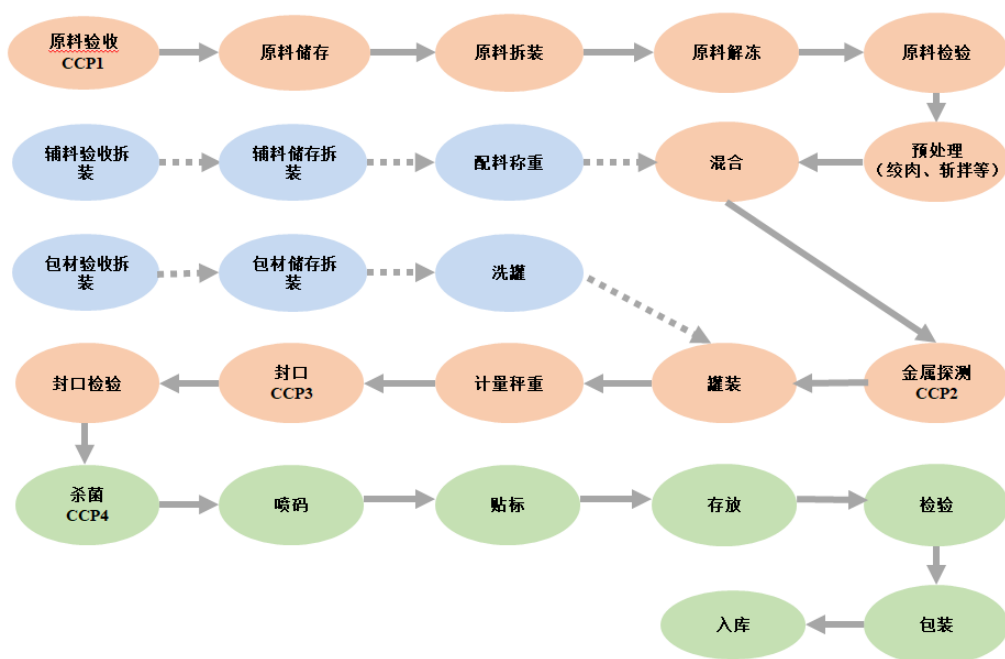 原料验收
CCP1
原料储存
原料拆装
原料解冻
原料检验
辅料验收拆
装
辅料储存拆
装
配料称重
混合
预处理
（绞肉、斩拌等）
包材验收拆
装
包材储存拆
装
洗罐
封口检验
封口
CCP3
计量秤重
罐装
金属探测
CCP2
杀菌
CCP4
喷码
贴标
存放
检验
入库
包装